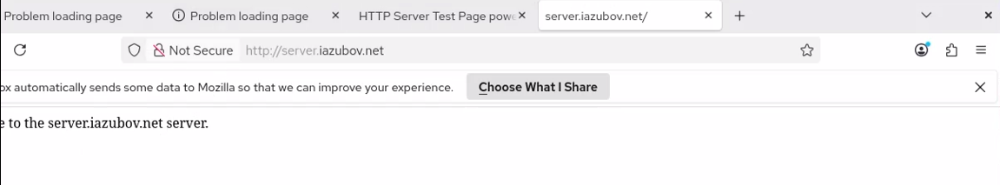 Problem loading page
Problem loading page
HTTP Server Test Page pow
server.iazubov.net/
Not Secure http://server.iazubov.net
ox automatically sends some data to Mozilla so that we can improve your experience. Choose What I Share
e to the server.iazubov.net server.